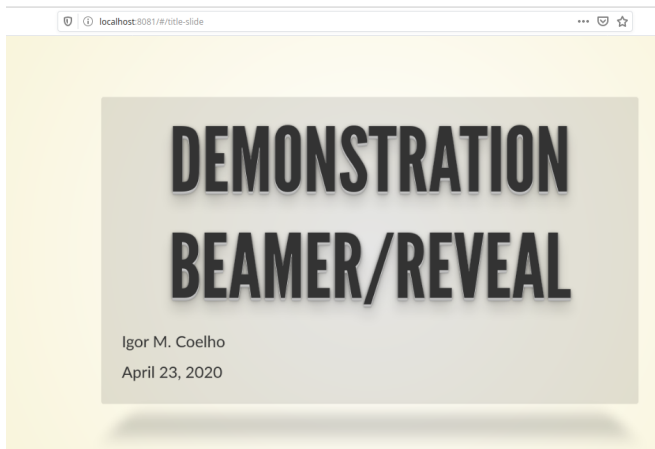 localhost:8081/#/title-slide
DEMONSTRATION
BEAMER/REVEAL
Igor M. Coelho
April 23, 2020